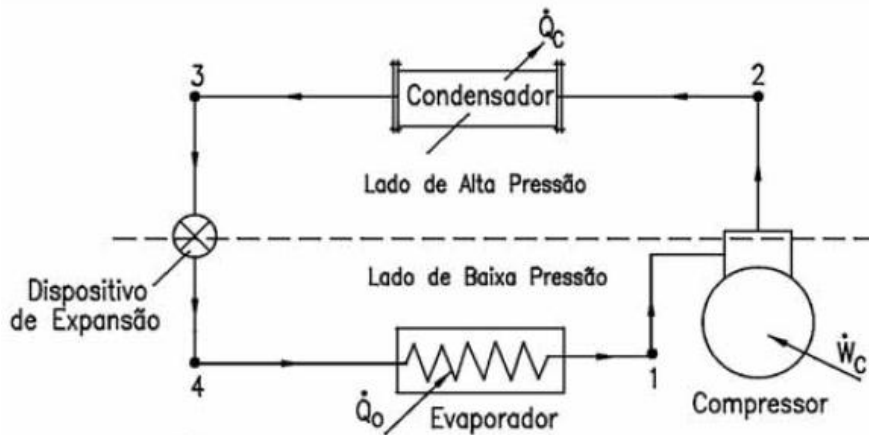 Q̇c
3
Condensador
2
Lado de Alta Pressão
Lado de Baixa Pressão
Dispositivo
de Expansão
4
Q̇o
Evaporador
1
Ẇc
Compressor